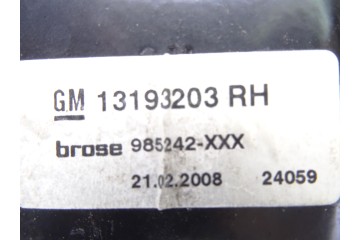 GM 13193203 RH
brose 985242-XXX
21.02.2008 24059